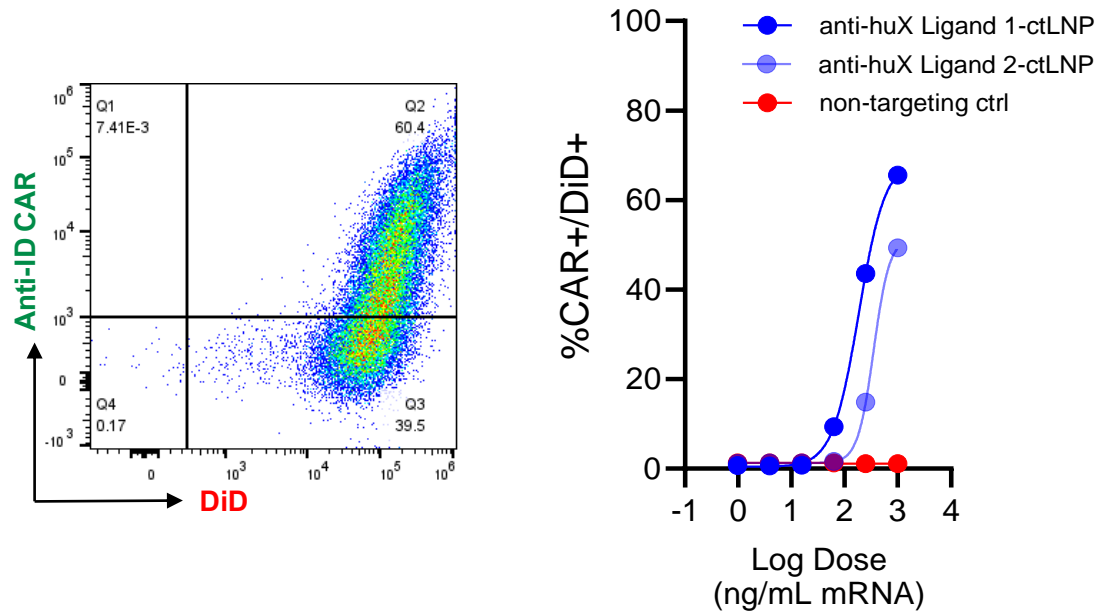 Q1
7.41E-3
Q2
60.4
Q4
0.17
Q3
39.5
10^6
10^5
10^4
10^3
0
-10^3
0
10^3
10^4
10^5
10^6
Anti-ID CAR
DiD
anti-huX Ligand 1-ctLNP
anti-huX Ligand 2-ctLNP
non-targeting ctrl
100
80
60
40
20
0
%CAR+/DiD+
-1 0 1 2 3 4
Log Dose
(ng/mL mRNA)